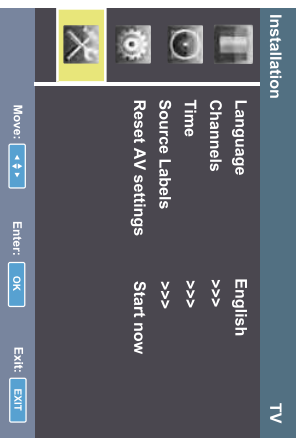 Installation TV
Language English
Channels >>>
Time >>>
Source Labels >>>
Reset AV settings Start now
Move: Enter: OK Exit: EXIT